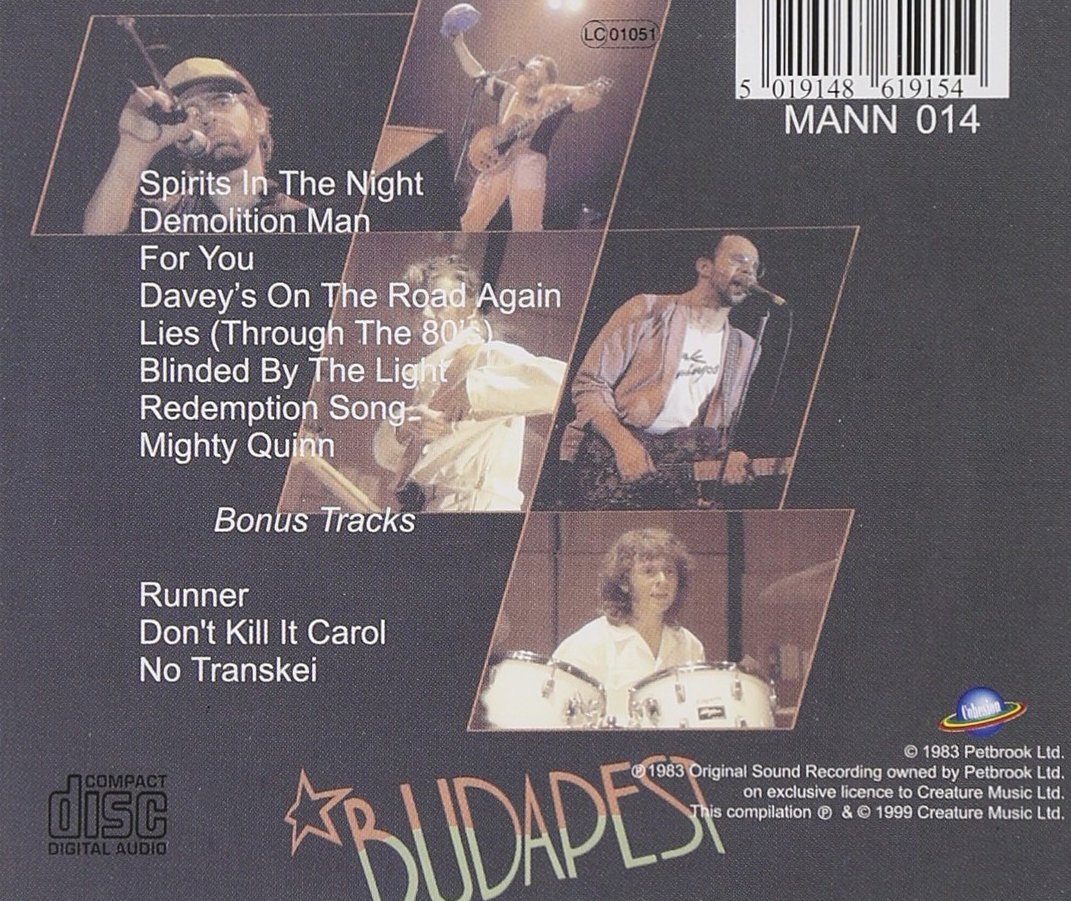 LC 01051
5 019148 619154
MANN 014
Spirits In The Night
Demolition Man
For You
Davey's On The Road Again
Lies (Through The 80's)
Blinded By The Light
Redemption Song
Mighty Quinn
Bonus Tracks
Runner
Don't Kill It Carol
No Transkei
Cohesion
© 1983 Petbrook Ltd.
℗1983 Original Sound Recording owned by Petbrook Ltd.
on exclusive licence to Creature Music Ltd.
This compilation ℗ & © 1999 Creature Music Ltd.
COMPACT
disc
DIGITAL AUDIO
BUDAPEST